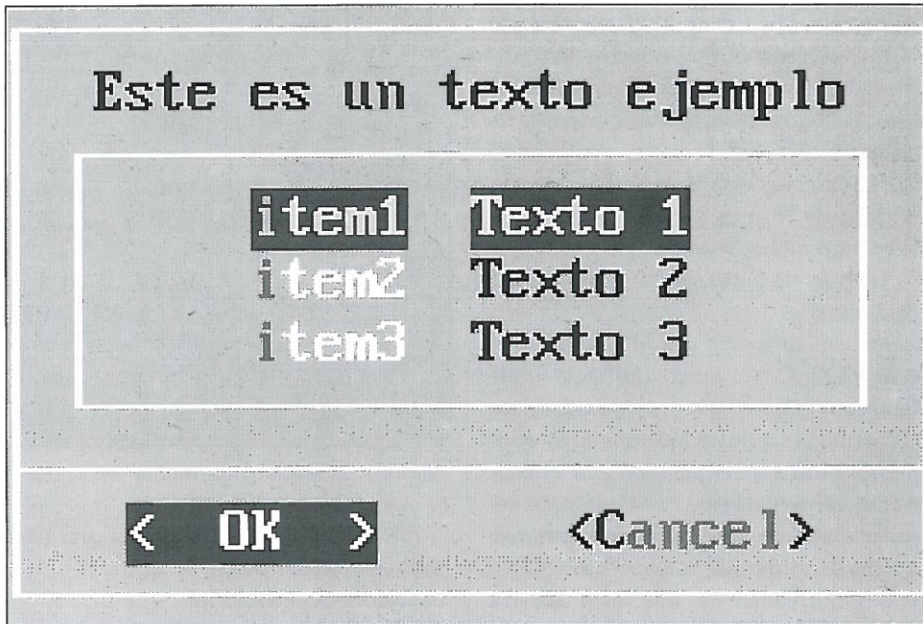 Este es un texto ejemplo
item1 Texto 1
item2 Texto 2
item3 Texto 3
< OK > <Cancel>